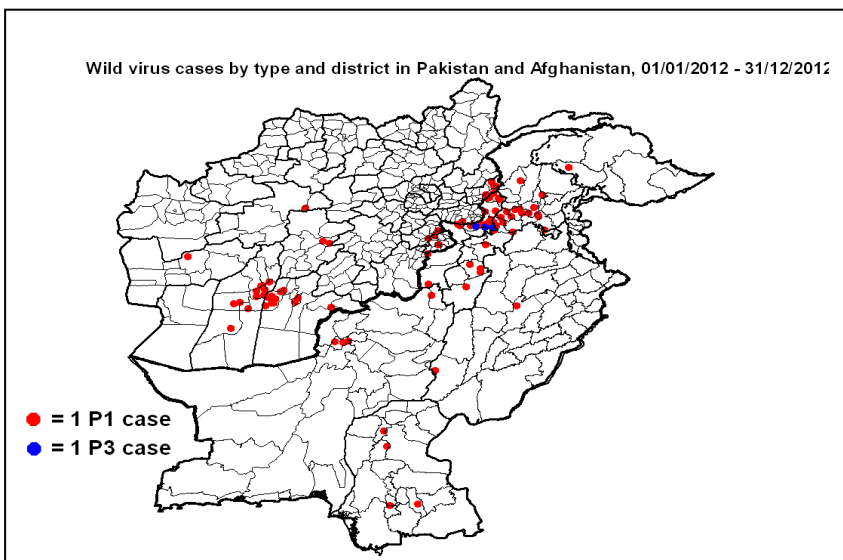 Wild virus cases by type and district in Pakistan and Afghanistan, 01/01/2012 - 31/12/2012
= 1 P1 case
= 1 P3 case